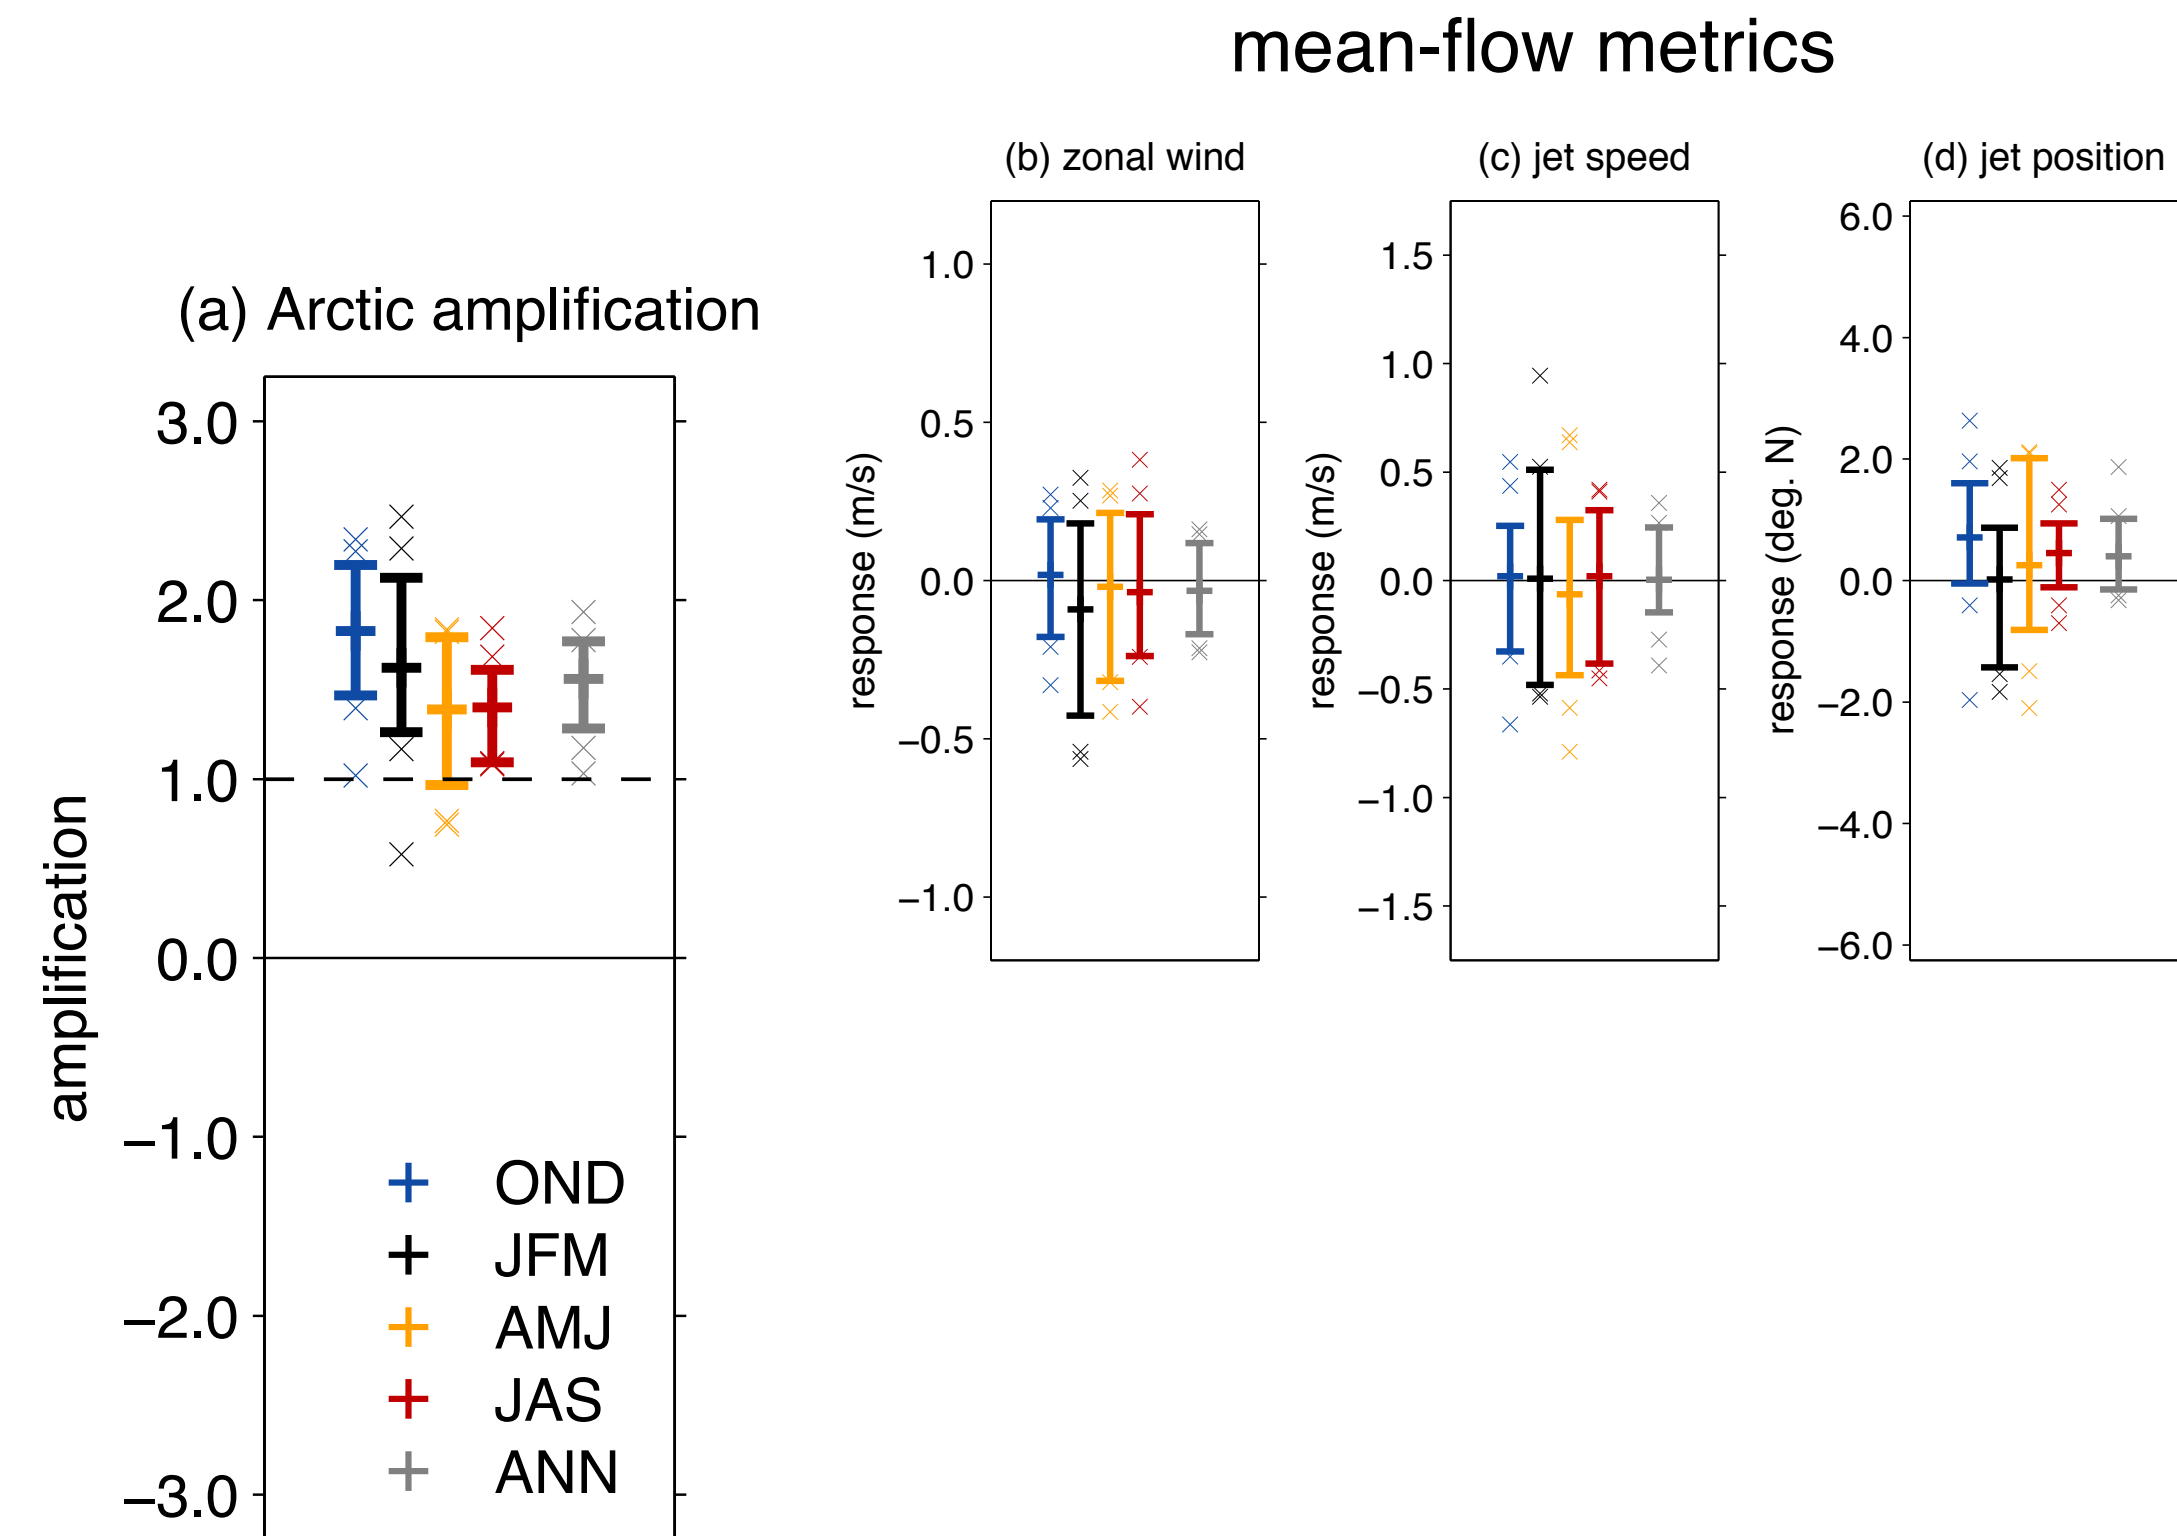 mean-flow metrics
(a) Arctic amplification
amplification
3.0
2.0
1.0
0.0
−1.0
−2.0
−3.0
OND
JFM
AMJ
JAS
ANN
(b) zonal wind
response (m/s)
1.0
0.5
0.0
−0.5
−1.0
(c) jet speed
response (m/s)
1.5
1.0
0.5
0.0
−0.5
−1.0
−1.5
(d) jet position
response (deg. N)
6.0
4.0
2.0
0.0
−2.0
−4.0
−6.0